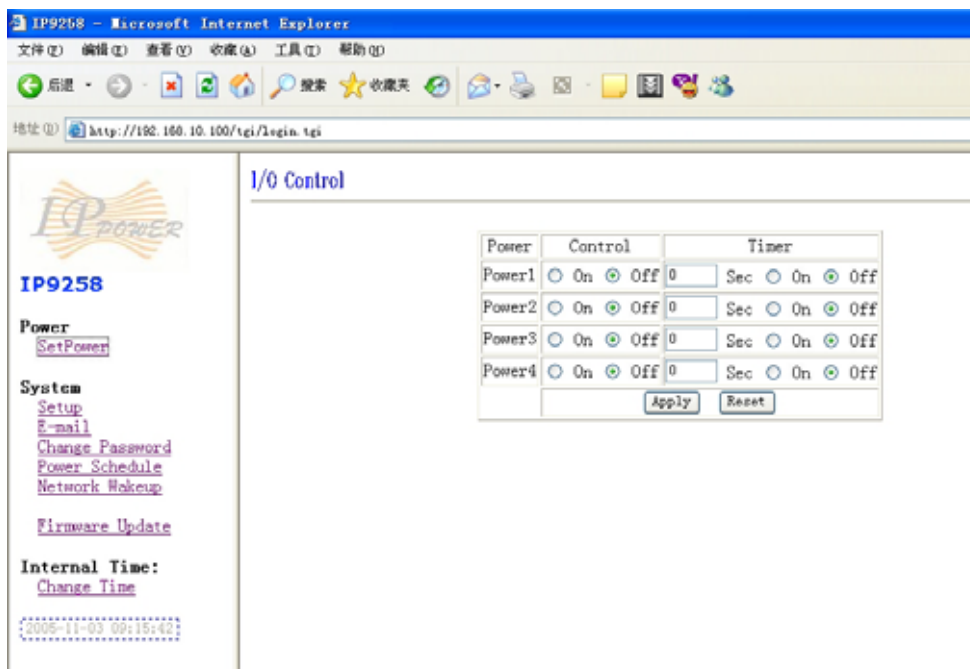 IP9258 - Microsoft Internet Explorer
文件(F) 编辑(E) 查看(V) 收藏(A) 工具(T) 帮助(H)
后退 搜索 收藏夹
地址(D) http://192.168.10.100/tgi/login.tgi
IP POWER
IP9258
Power
SetPower
System
Setup
E-mail
Change Password
Power Schedule
Network Wakeup
Firmware Update
Internal Time:
Change Time
2005-11-03 09:15:42
I/O Control
Power Control Timer
Power1 On Off 0 Sec On Off
Power2 On Off 0 Sec On Off
Power3 On Off 0 Sec On Off
Power4 On Off 0 Sec On Off
Apply Reset